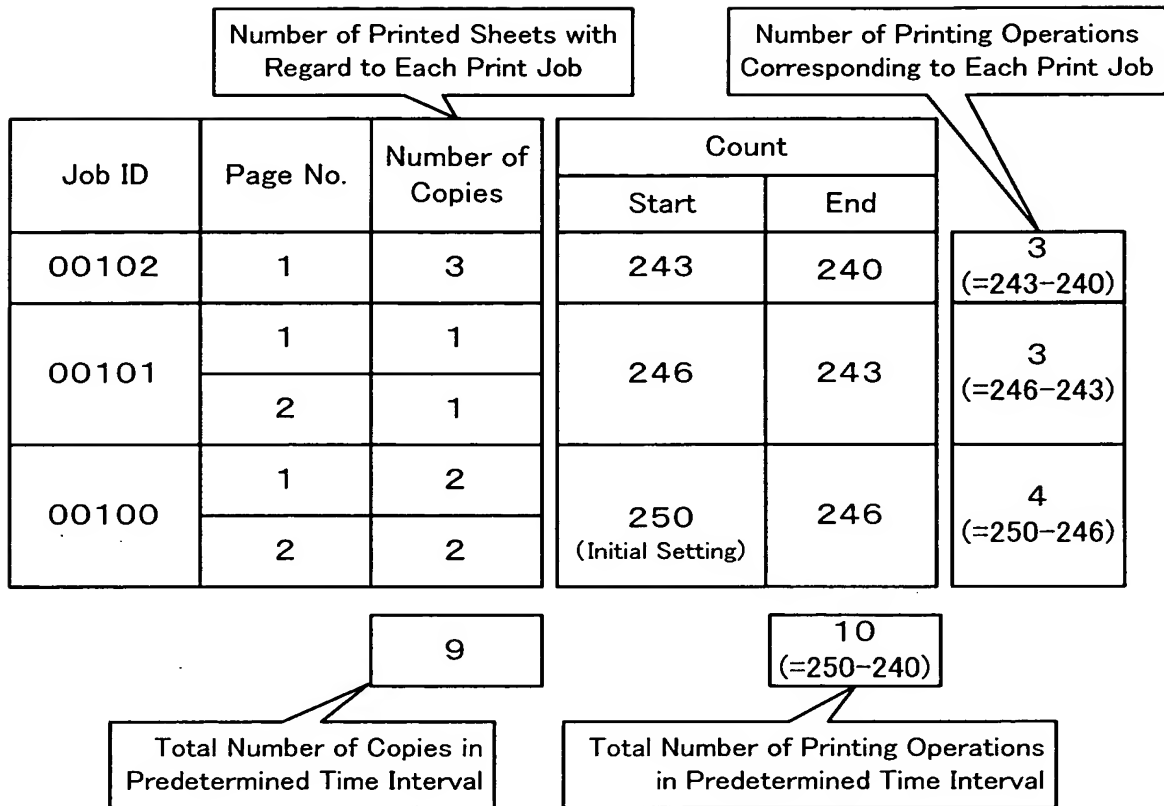 Number of Printed Sheets with
Regard to Each Print Job
Number of Printing Operations
Corresponding to Each Print Job
Job ID
Page No.
Number of
Copies
Count
Start
End
00102
1
3
243
240
3
(=243-240)
00101
1
1
2
1
246
243
3
(=246-243)
00100
1
2
2
2
250
(Initial Setting)
246
4
(=250-246)
9
10
(=250-240)
Total Number of Copies in
Predetermined Time Interval
Total Number of Printing Operations
in Predetermined Time Interval